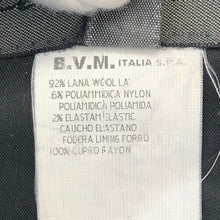 B.V.M. ITALIA S.P.A.
92% LANA WOOL LA'
6% POLIAMMIDICA NYLON
POLIAMIDICA POLIAMIDA
2% ELASTAM ELASTIC
CAUCHO ELASTANO
FODERA LINING FORRO
100% CUPRO RAYON